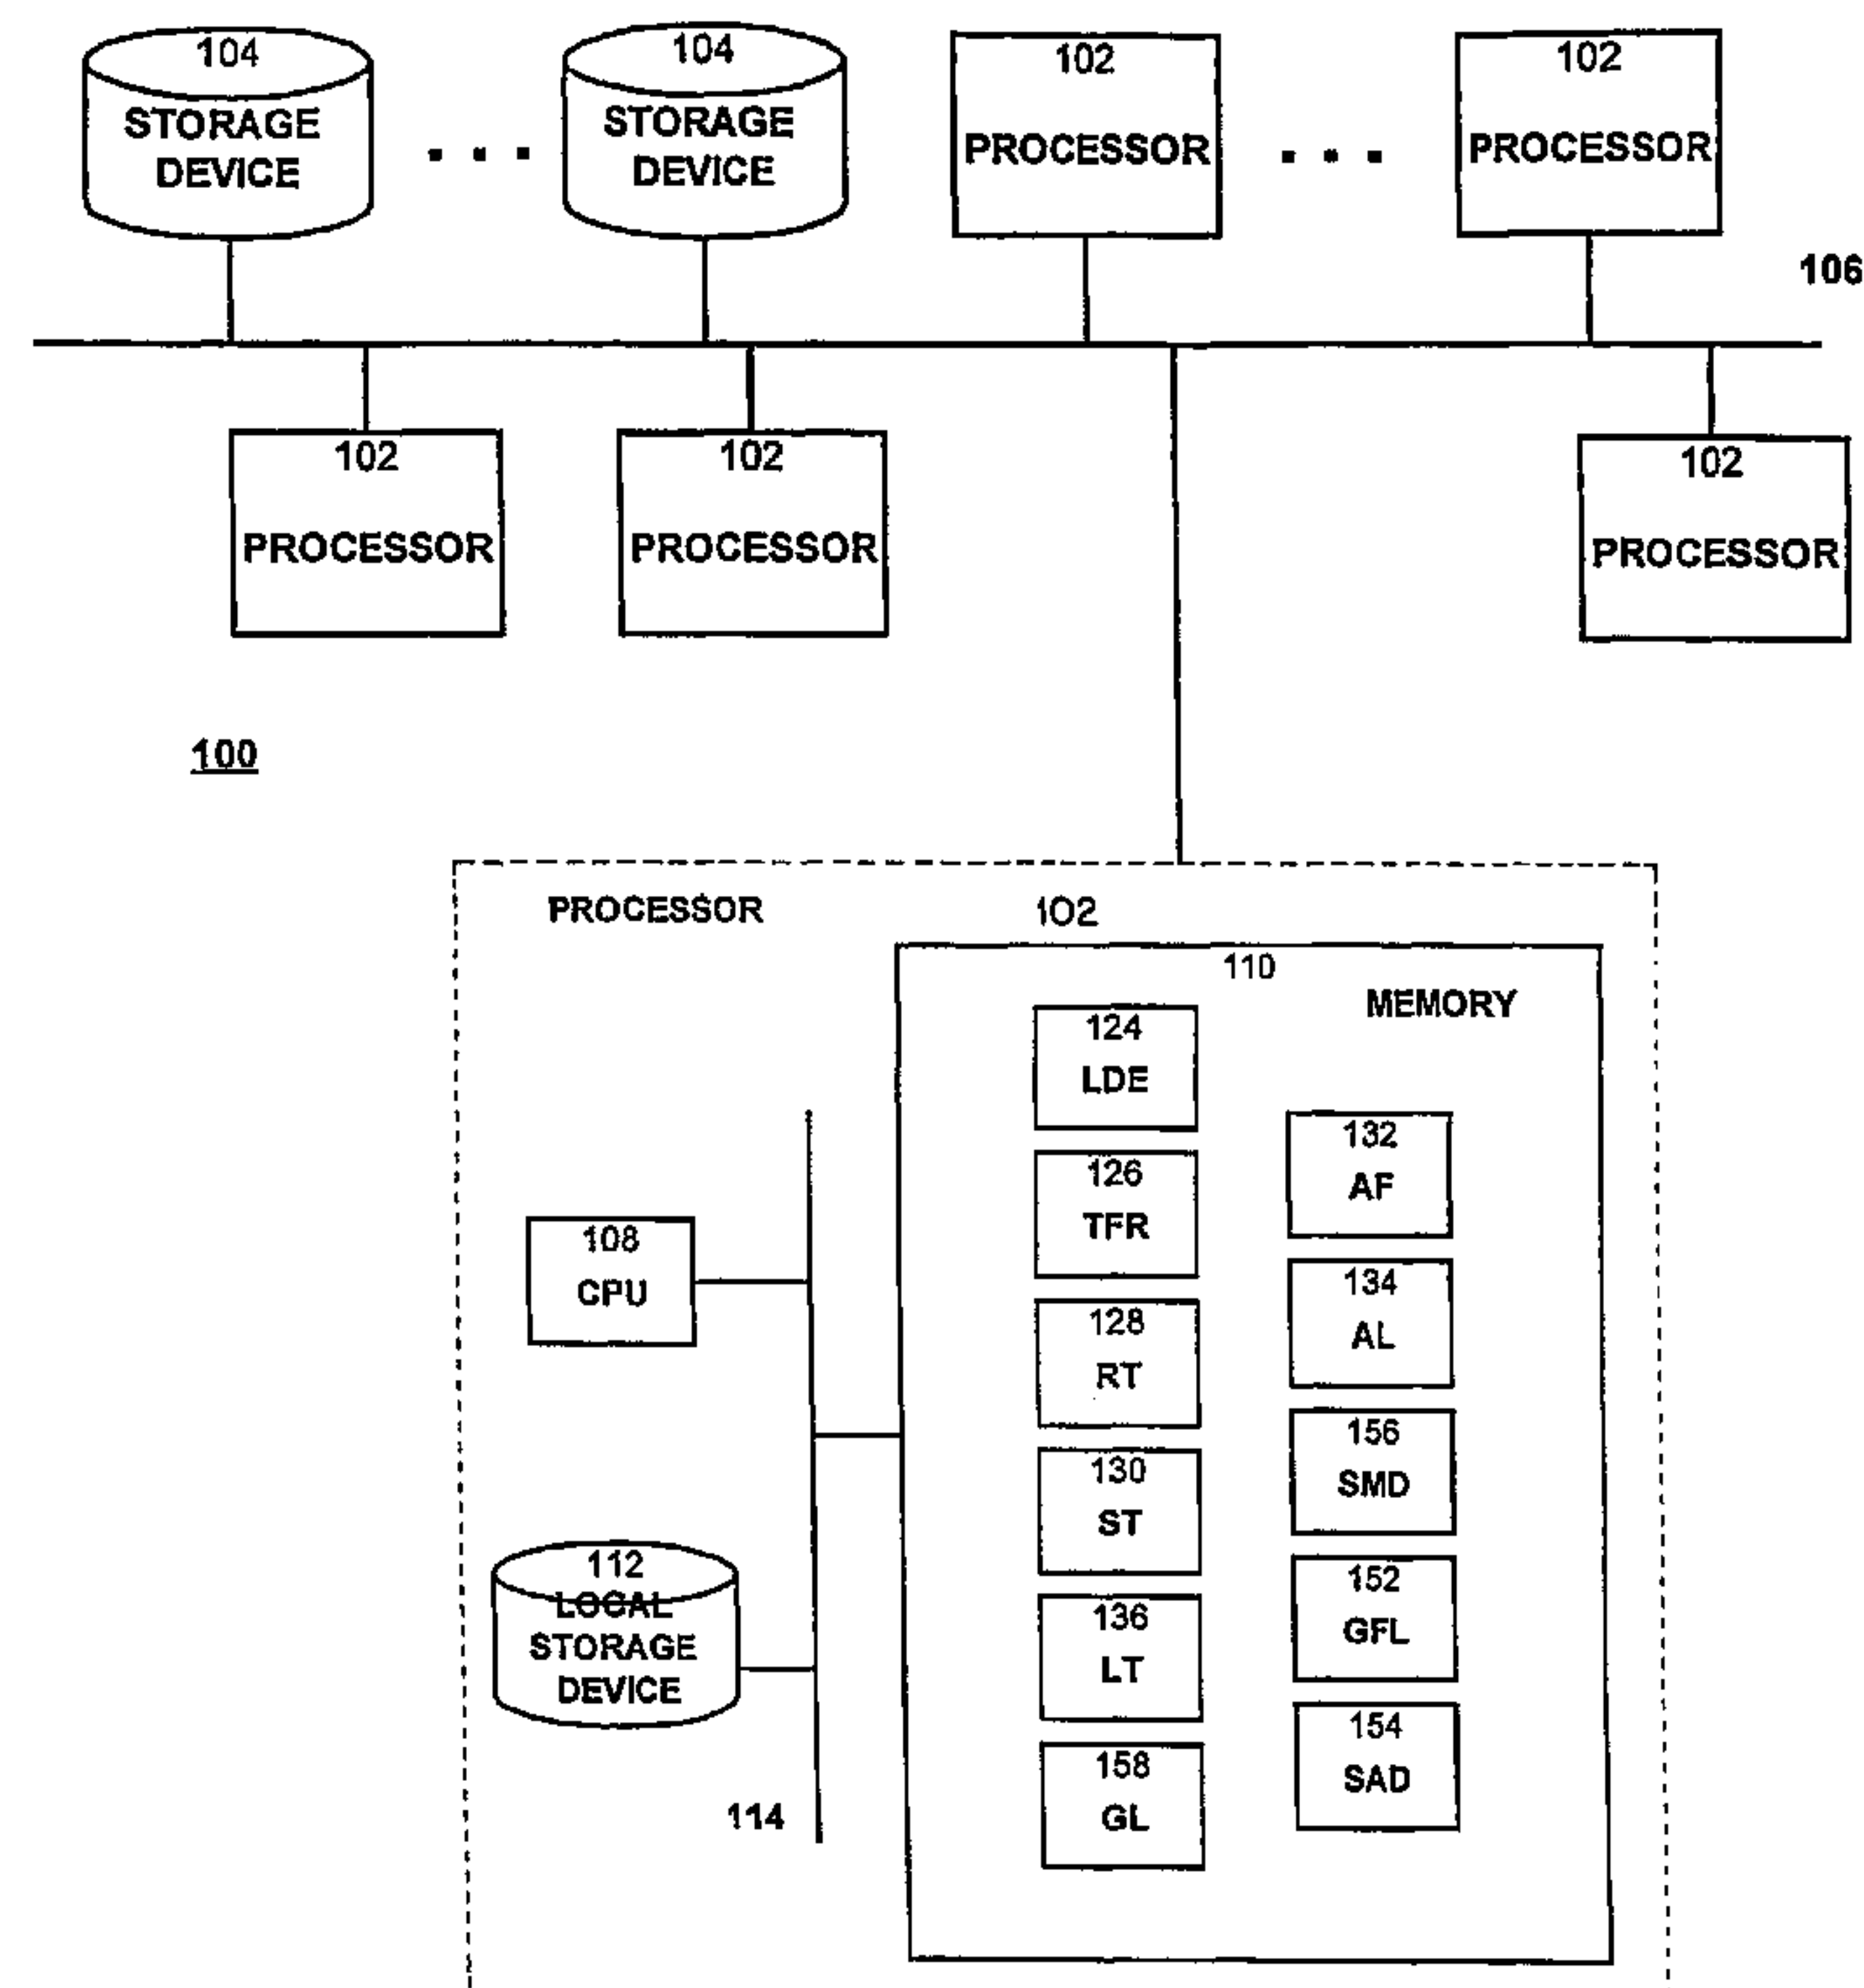 104
STORAGE
DEVICE
. . .
104
STORAGE
DEVICE
102
PROCESSOR
. . .
102
PROCESSOR
106
102
PROCESSOR
102
PROCESSOR
102
PROCESSOR
100
PROCESSOR
102
110
MEMORY
124
LDE
126
TFR
128
RT
130
ST
136
LT
158
GL
132
AF
134
AL
156
SMD
152
GFL
154
SAD
108
CPU
112
LOCAL
STORAGE
DEVICE
114